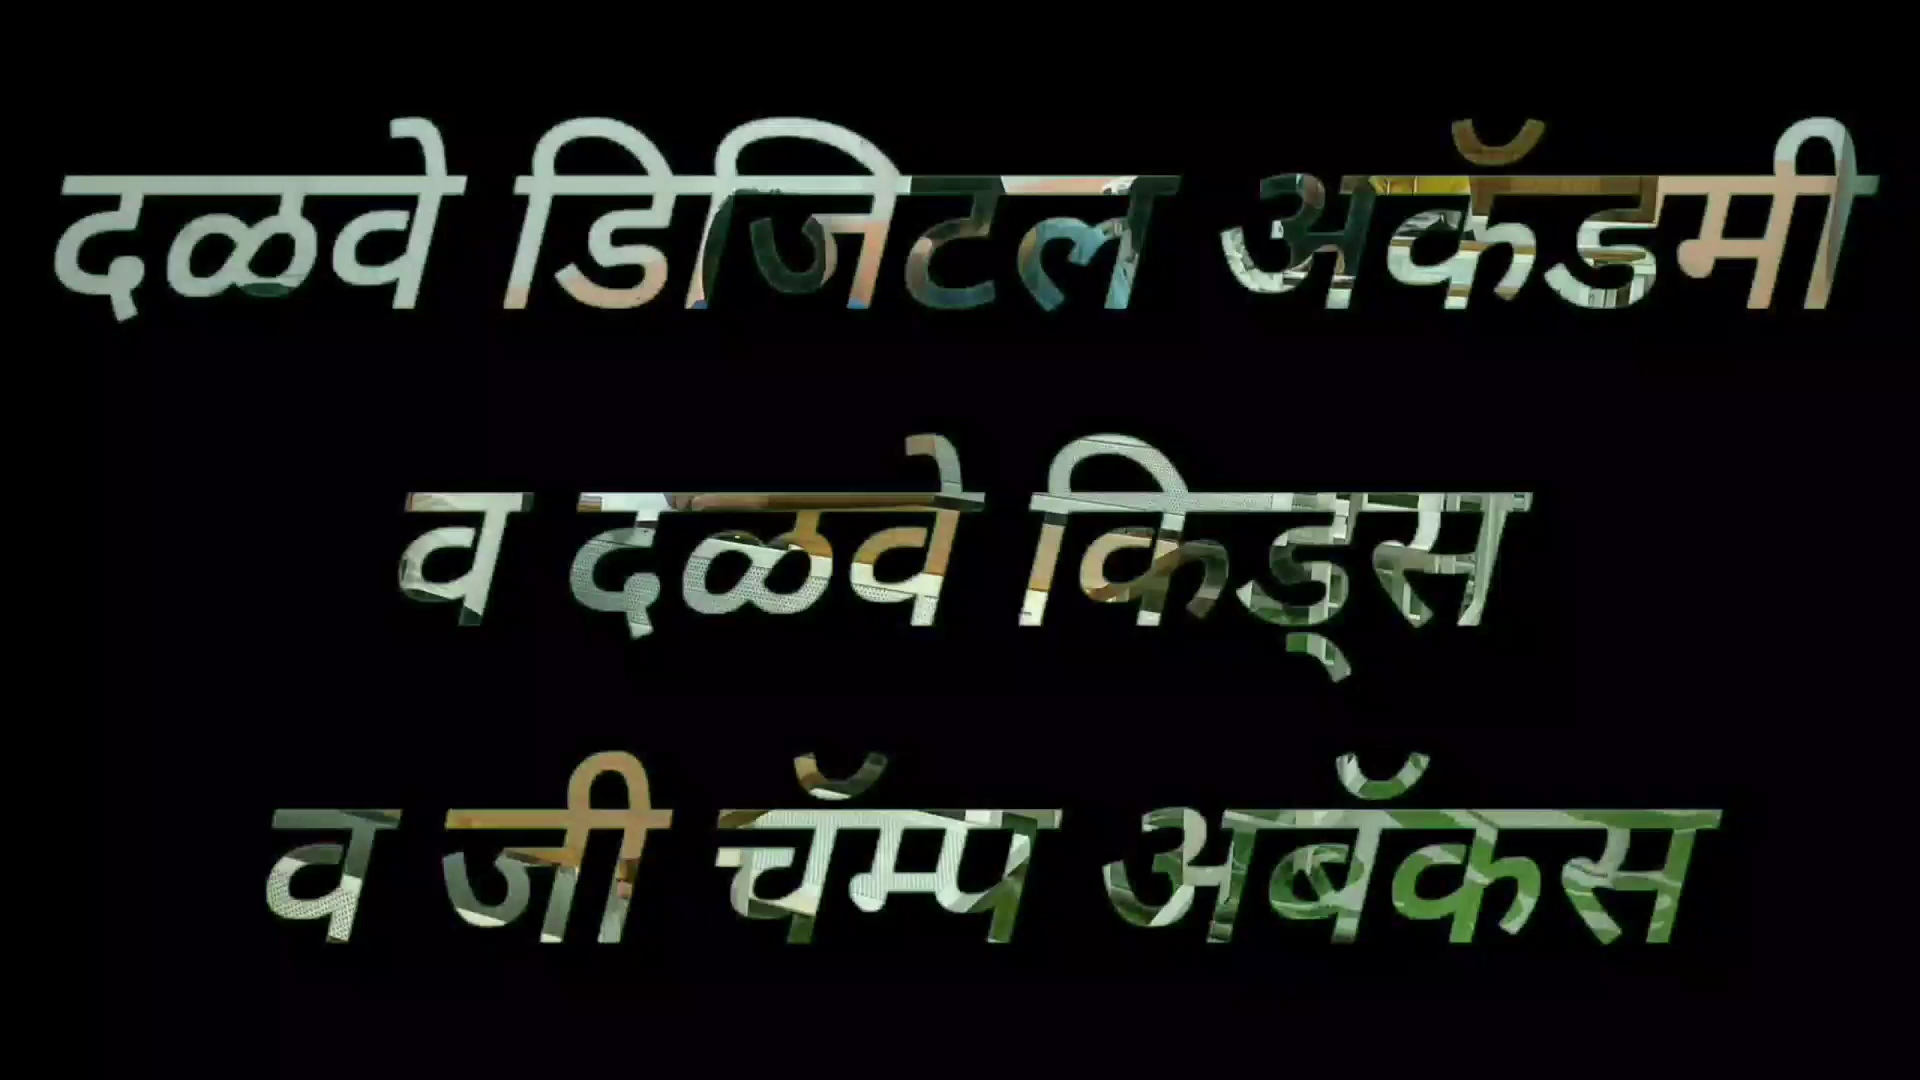 दळवे डिजिटल अकॅडमी
व दळवे किड्स
व जी चॅम्प अबॅकस